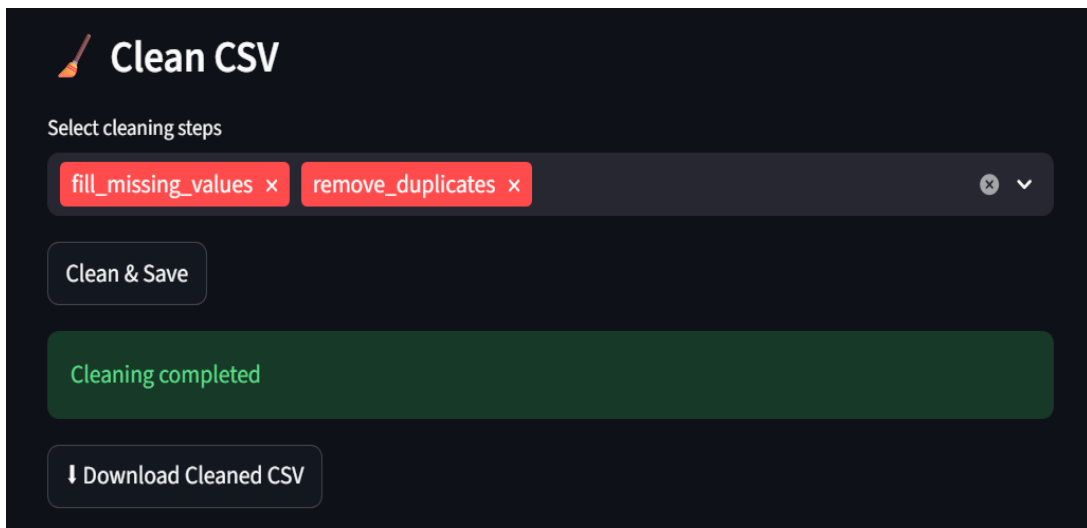 Clean CSV
Select cleaning steps
fill_missing_values × remove_duplicates ×
Clean & Save
Cleaning completed
⬇ Download Cleaned CSV